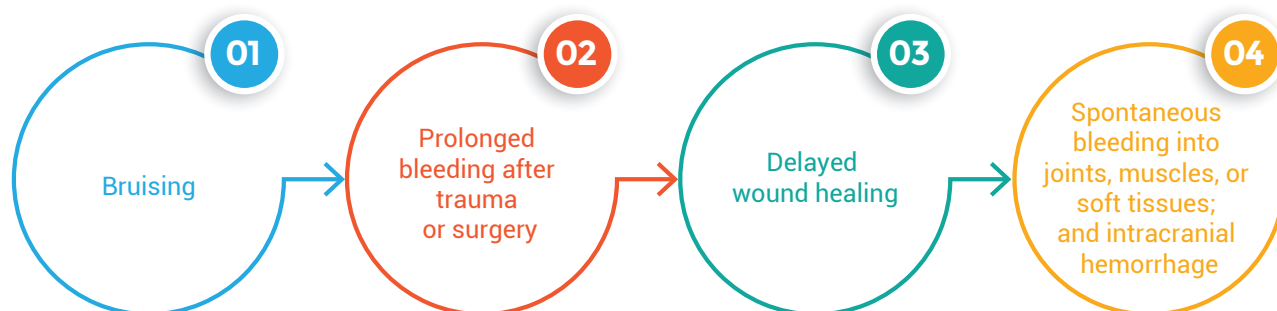 01
Bruising
02
Prolonged
bleeding after
trauma
or surgery
03
Delayed
wound healing
04
Spontaneous
bleeding into
joints, muscles, or
soft tissues;
and intracranial
hemorrhage